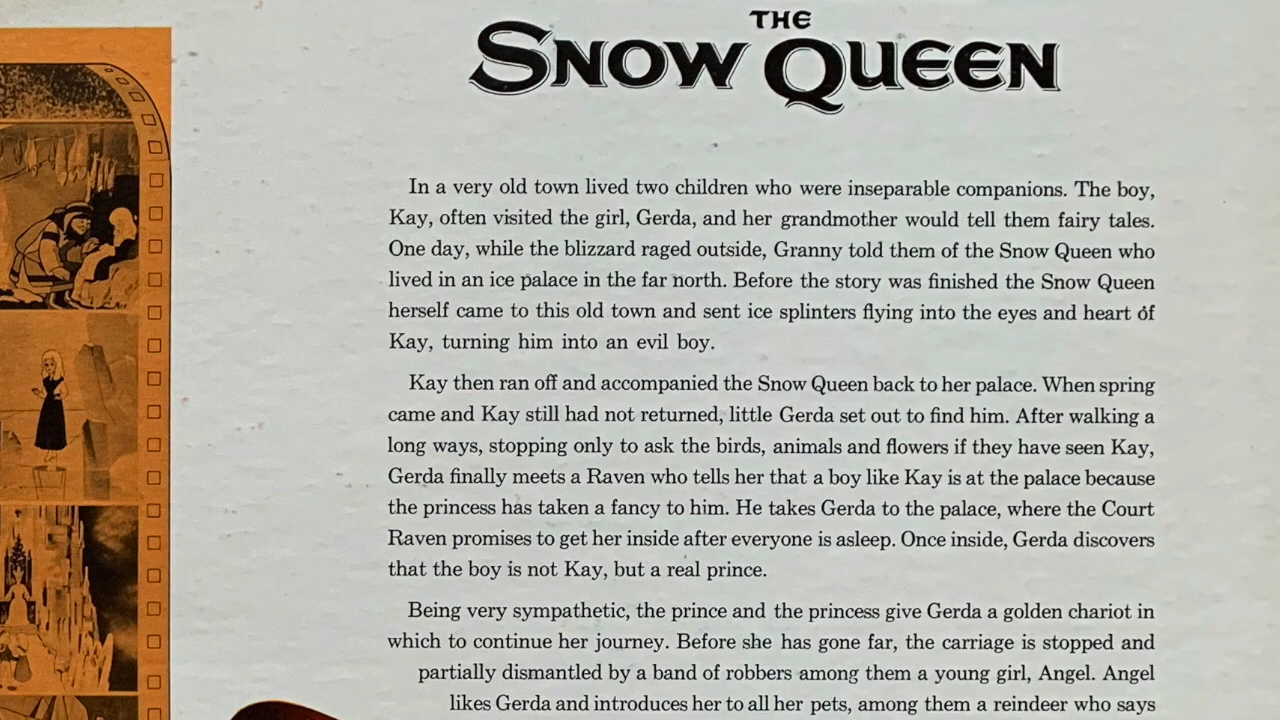 THE
SNOW QUEEN
In a very old town lived two children who were inseparable companions. The boy,
Kay, often visited the girl, Gerda, and her grandmother would tell them fairy tales.
One day, while the blizzard raged outside, Granny told them of the Snow Queen who
lived in an ice palace in the far north. Before the story was finished the Snow Queen
herself came to this old town and sent ice splinters flying into the eyes and heart of
Kay, turning him into an evil boy.
Kay then ran off and accompanied the Snow Queen back to her palace. When spring
came and Kay still had not returned, little Gerda set out to find him. After walking a
long ways, stopping only to ask the birds, animals and flowers if they have seen Kay,
Gerda finally meets a Raven who tells her that a boy like Kay is at the palace because
the princess has taken a fancy to him. He takes Gerda to the palace, where the Court
Raven promises to get her inside after everyone is asleep. Once inside, Gerda discovers
that the boy is not Kay, but a real prince.
Being very sympathetic, the prince and the princess give Gerda a golden chariot in
which to continue her journey. Before she has gone far, the carriage is stopped and
partially dismantled by a band of robbers among them a young girl, Angel. Angel
likes Gerda and introduces her to all her pets, among them a reindeer who says